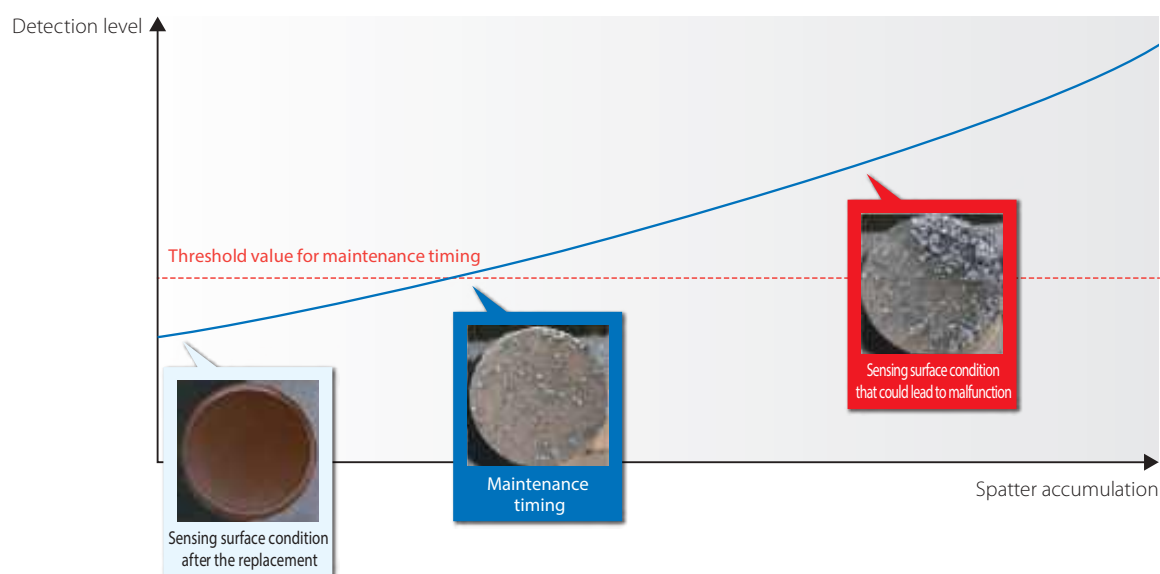 Detection level
Threshold value for maintenance timing
Sensing surface condition
that could lead to malfunction
Maintenance
timing
Spatter accumulation
Sensing surface condition
after the replacement